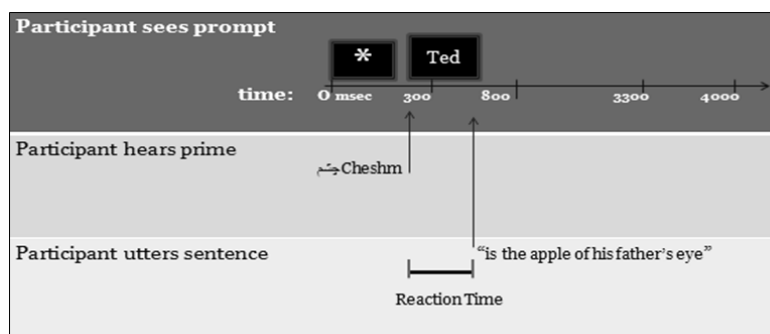 Participant sees prompt
* Ted
time: 0 msec 300 800 3300 4000
Participant hears prime
چشم Cheshm
Participant utters sentence
“is the apple of his father’s eye”
Reaction Time